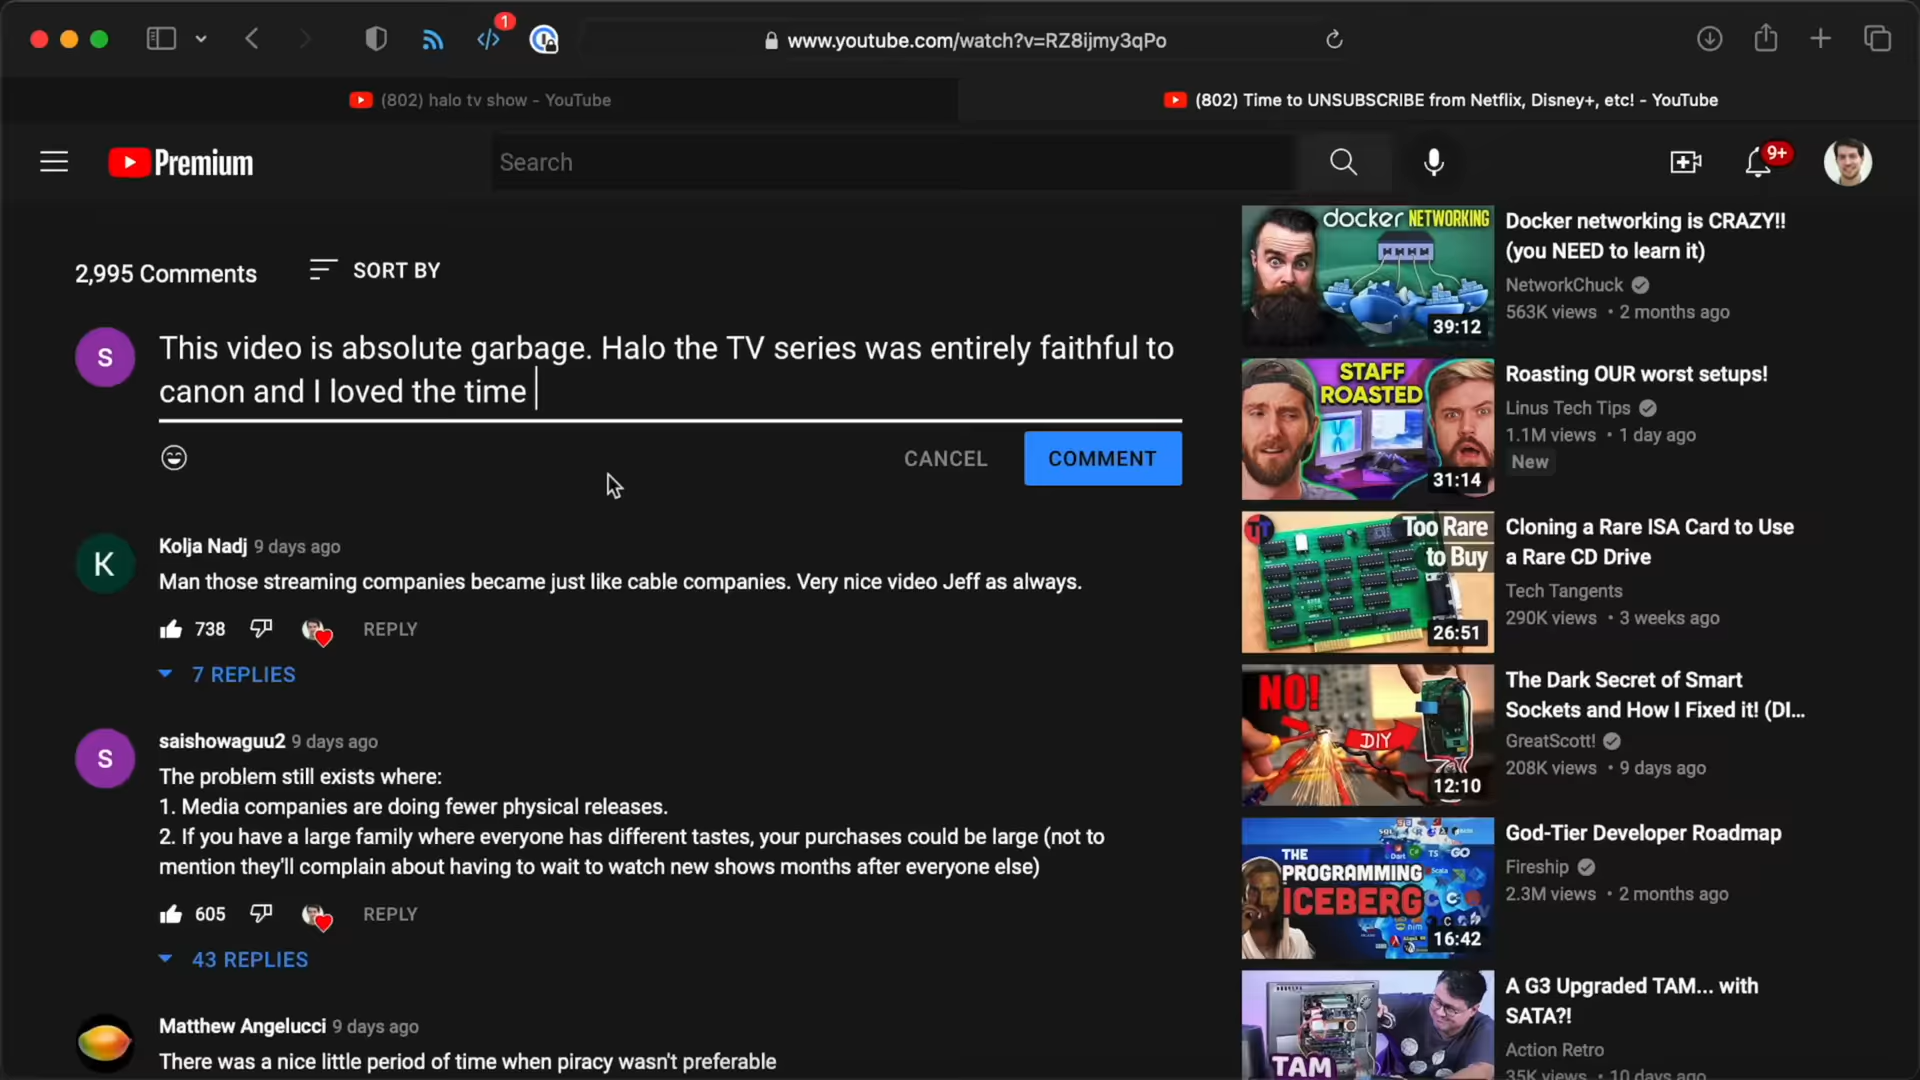 1
www.youtube.com/watch?v=RZ8ijmy3qPo
(802) halo tv show - YouTube
(802) Time to UNSUBSCRIBE from Netflix, Disney+, etc! - YouTube
Premium
Search
9+
2,995 Comments
SORT BY
S
This video is absolute garbage. Halo the TV series was entirely faithful to
canon and I loved the time
CANCEL
COMMENT
K
Kolja Nadj 9 days ago
Man those streaming companies became just like cable companies. Very nice video Jeff as always.
738
REPLY
7 REPLIES
S
saishowaguu2 9 days ago
The problem still exists where:
1. Media companies are doing fewer physical releases.
2. If you have a large family where everyone has different tastes, your purchases could be large (not to
mention they'll complain about having to wait to watch new shows months after everyone else)
605
REPLY
43 REPLIES
Matthew Angelucci 9 days ago
There was a nice little period of time when piracy wasn't preferable
docker NETWORKING
39:12
Docker networking is CRAZY!!
(you NEED to learn it)
NetworkChuck
563K views • 2 months ago
STAFF
ROASTED
31:14
Roasting OUR worst setups!
Linus Tech Tips
1.1M views • 1 day ago
New
TT
Too Rare
to Buy
26:51
Cloning a Rare ISA Card to Use
a Rare CD Drive
Tech Tangents
290K views • 3 weeks ago
NO!
DIY
12:10
The Dark Secret of Smart
Sockets and How I Fixed it! (DI...
GreatScott!
208K views • 9 days ago
THE
PROGRAMMING
ICEBERG
16:42
God-Tier Developer Roadmap
Fireship
2.3M views • 2 months ago
TAM
A G3 Upgraded TAM... with
SATA?!
Action Retro
35K views • 10 days ago